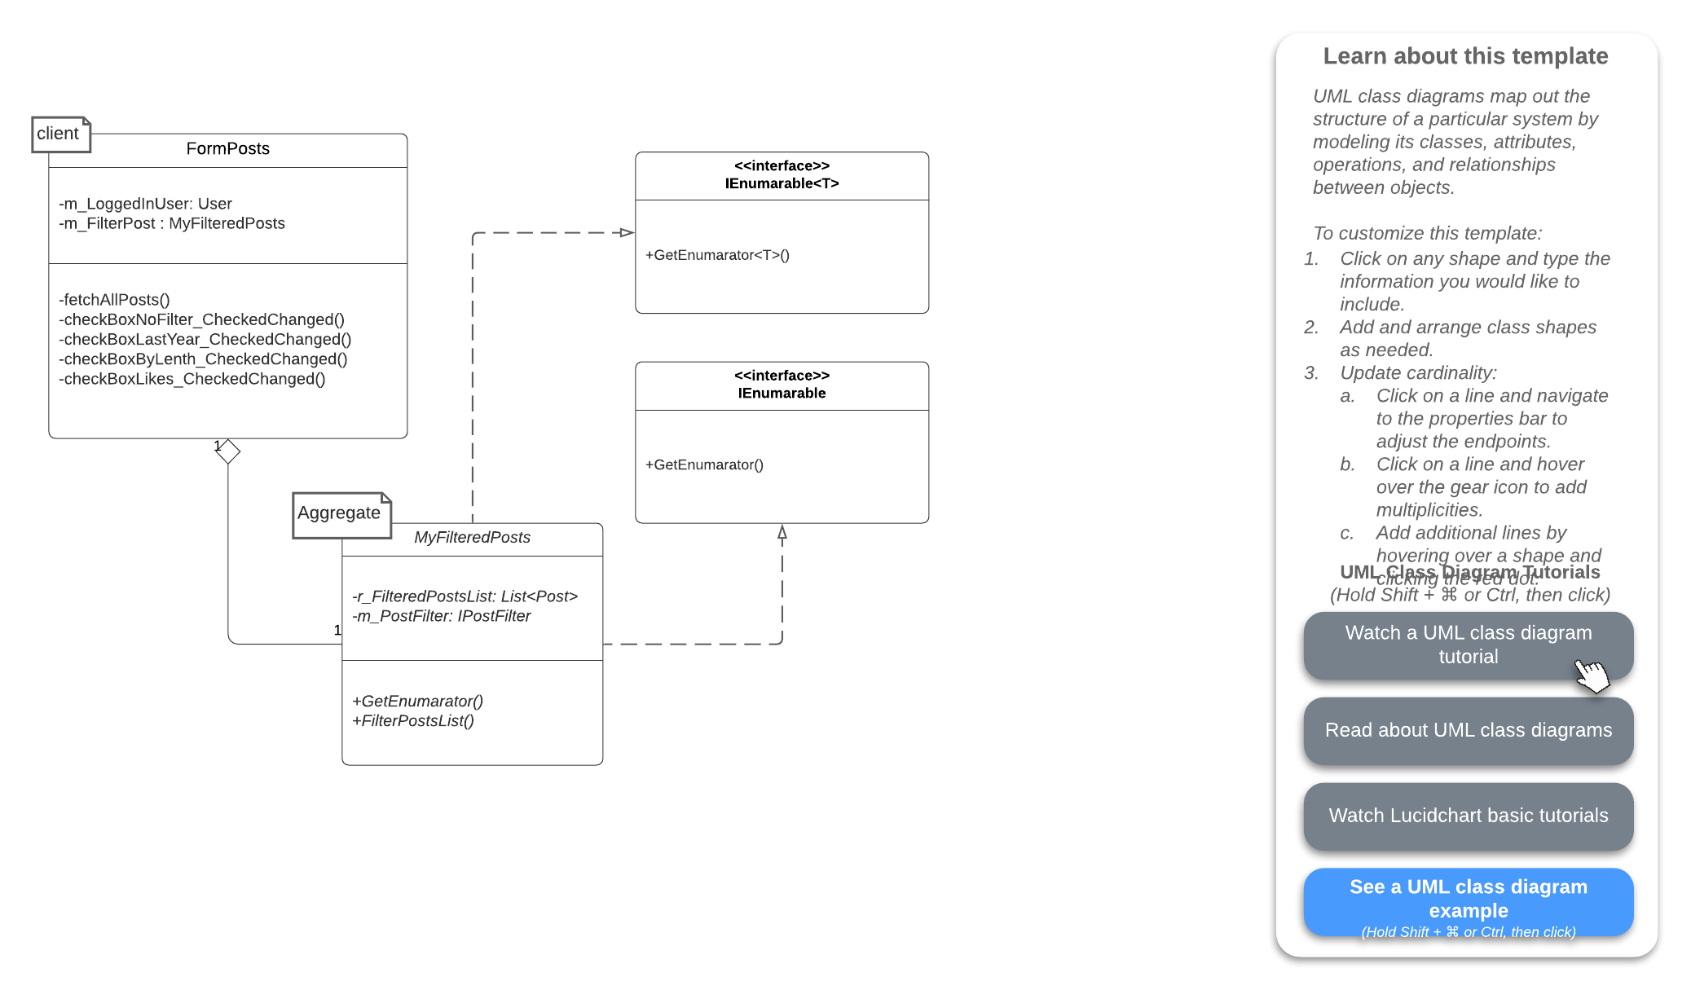 client
FormPosts
-m_LoggedInUser: User
-m_FilterPost : MyFilteredPosts
-fetchAllPosts()
-checkBoxNoFilter_CheckedChanged()
-checkBoxLastYear_CheckedChanged()
-checkBoxByLenth_CheckedChanged()
-checkBoxLikes_CheckedChanged()
1
1
Aggregate
MyFilteredPosts
-r_FilteredPostsList: List<Post>
-m_PostFilter: IPostFilter
+GetEnumarator()
+FilterPostsList()
<<interface>>
IEnumarable<T>
+GetEnumarator<T>()
<<interface>>
IEnumarable
+GetEnumarator()
Learn about this template
UML class diagrams map out the
structure of a particular system by
modeling its classes, attributes,
operations, and relationships
between objects.
To customize this template:
1. Click on any shape and type the
information you would like to
include.
2. Add and arrange class shapes
as needed.
3. Update cardinality:
a. Click on a line and navigate
to the properties bar to
adjust the endpoints.
b. Click on a line and hover
over the gear icon to add
multiplicities.
c. Add additional lines by
hovering over a shape and
clicking the red dot.
UML Class Diagram Tutorials
(Hold Shift + ⌘ or Ctrl, then click)
Watch a UML class diagram
tutorial
Read about UML class diagrams
Watch Lucidchart basic tutorials
See a UML class diagram
example
(Hold Shift + ⌘ or Ctrl, then click)